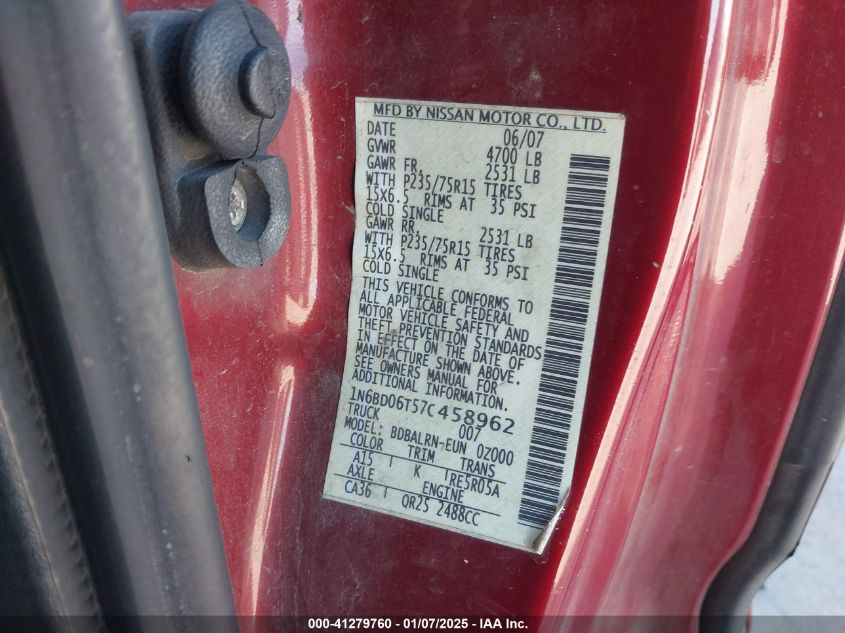 MFD BY NISSAN MOTOR CO., LTD.
DATE 06/07
GVWR 4700 LB
GAWR FR. 2531 LB
WITH P235/75R15 TIRES
15X6.5 RIMS AT 35 PSI
COLD SINGLE
GAWR RR. 2531 LB
WITH P235/75R15 TIRES
15X6.5 RIMS AT 35 PSI
COLD SINGLE
THIS VEHICLE CONFORMS TO
ALL APPLICABLE FEDERAL
MOTOR VEHICLE SAFETY AND
THEFT PREVENTION STANDARDS
IN EFFECT ON THE DATE OF
MANUFACTURE SHOWN ABOVE.
SEE OWNERS MANUAL FOR
ADDITIONAL INFORMATION.
1N6BD06T57C458962
TRUCK 007
MODEL: BDBALRN-EUN 0Z000
COLOR TRIM TRANS
A15 K RE5R05A
AXLE ENGINE
CA36 QR25 2488CC
000-41279760 - 01/07/2025 - IAA Inc.